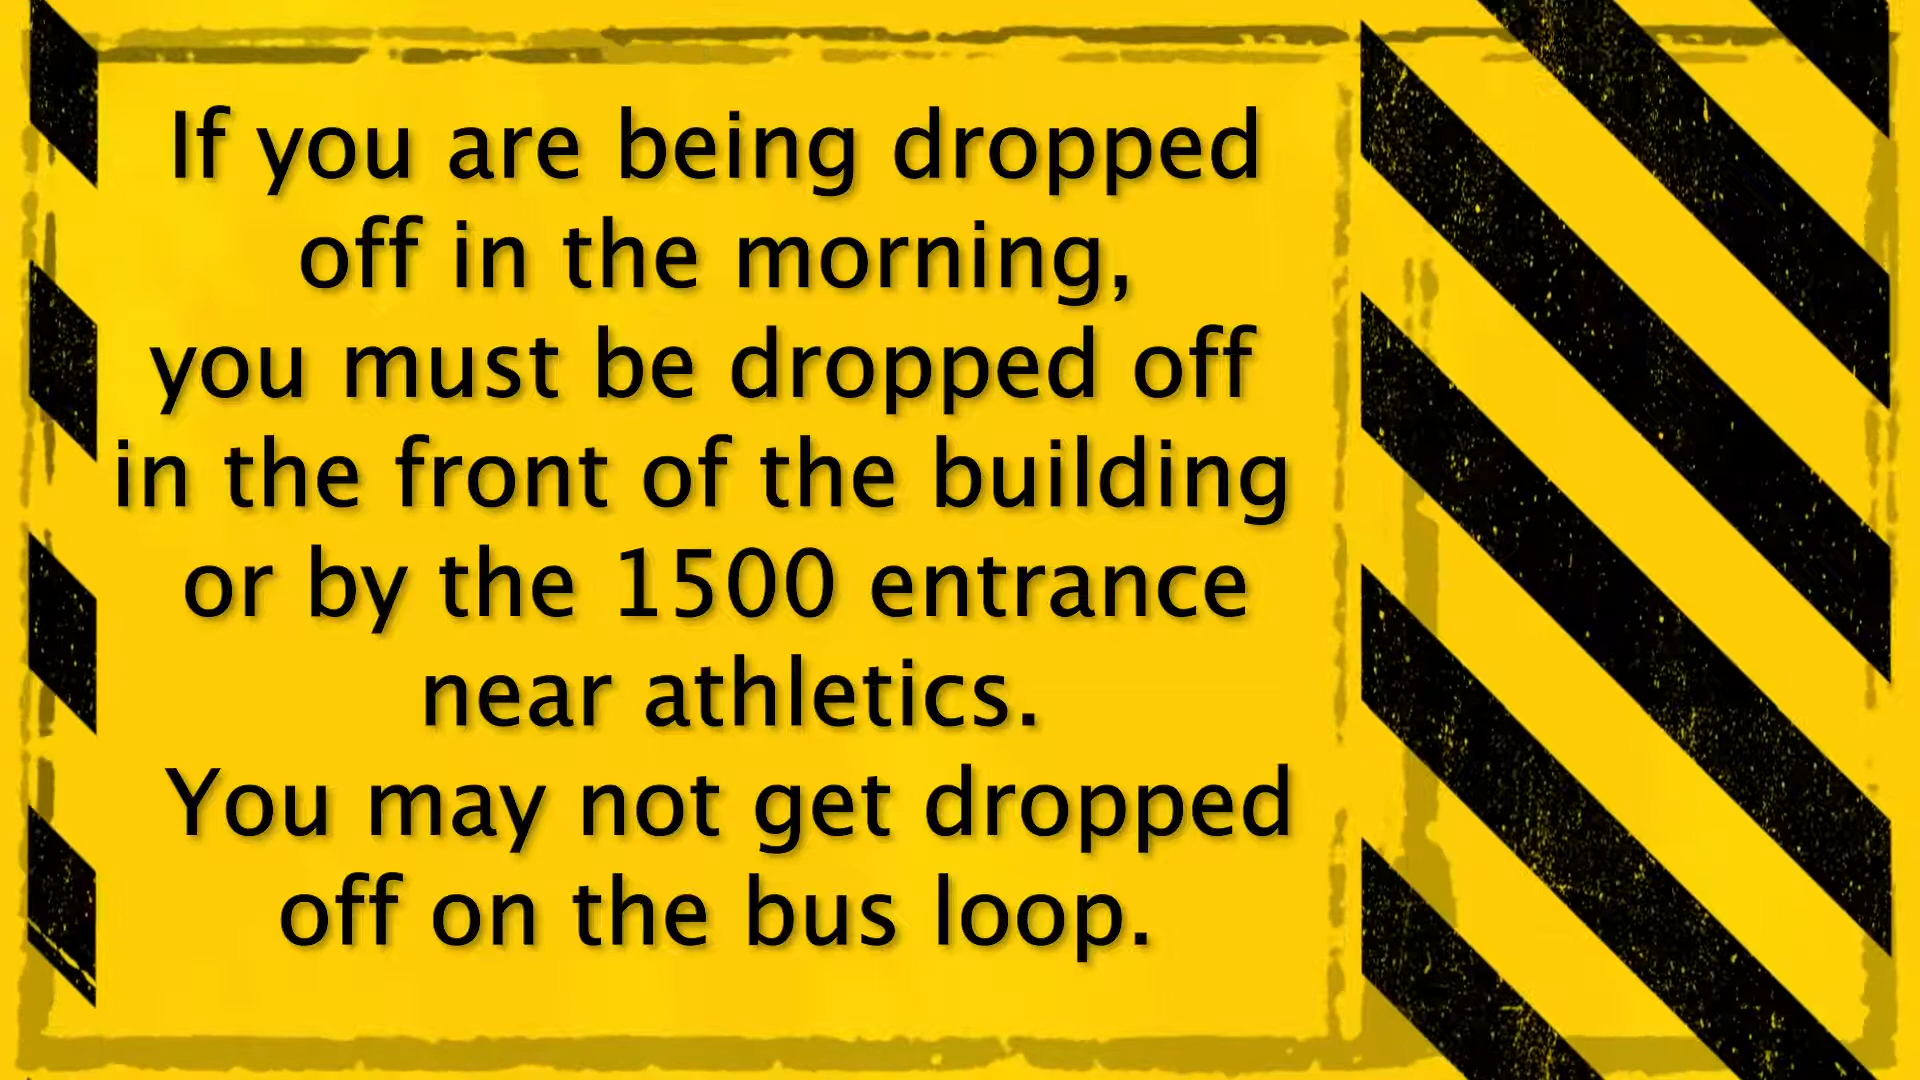 If you are being dropped
off in the morning,
you must be dropped off
in the front of the building
or by the 1500 entrance
near athletics.
You may not get dropped
off on the bus loop.